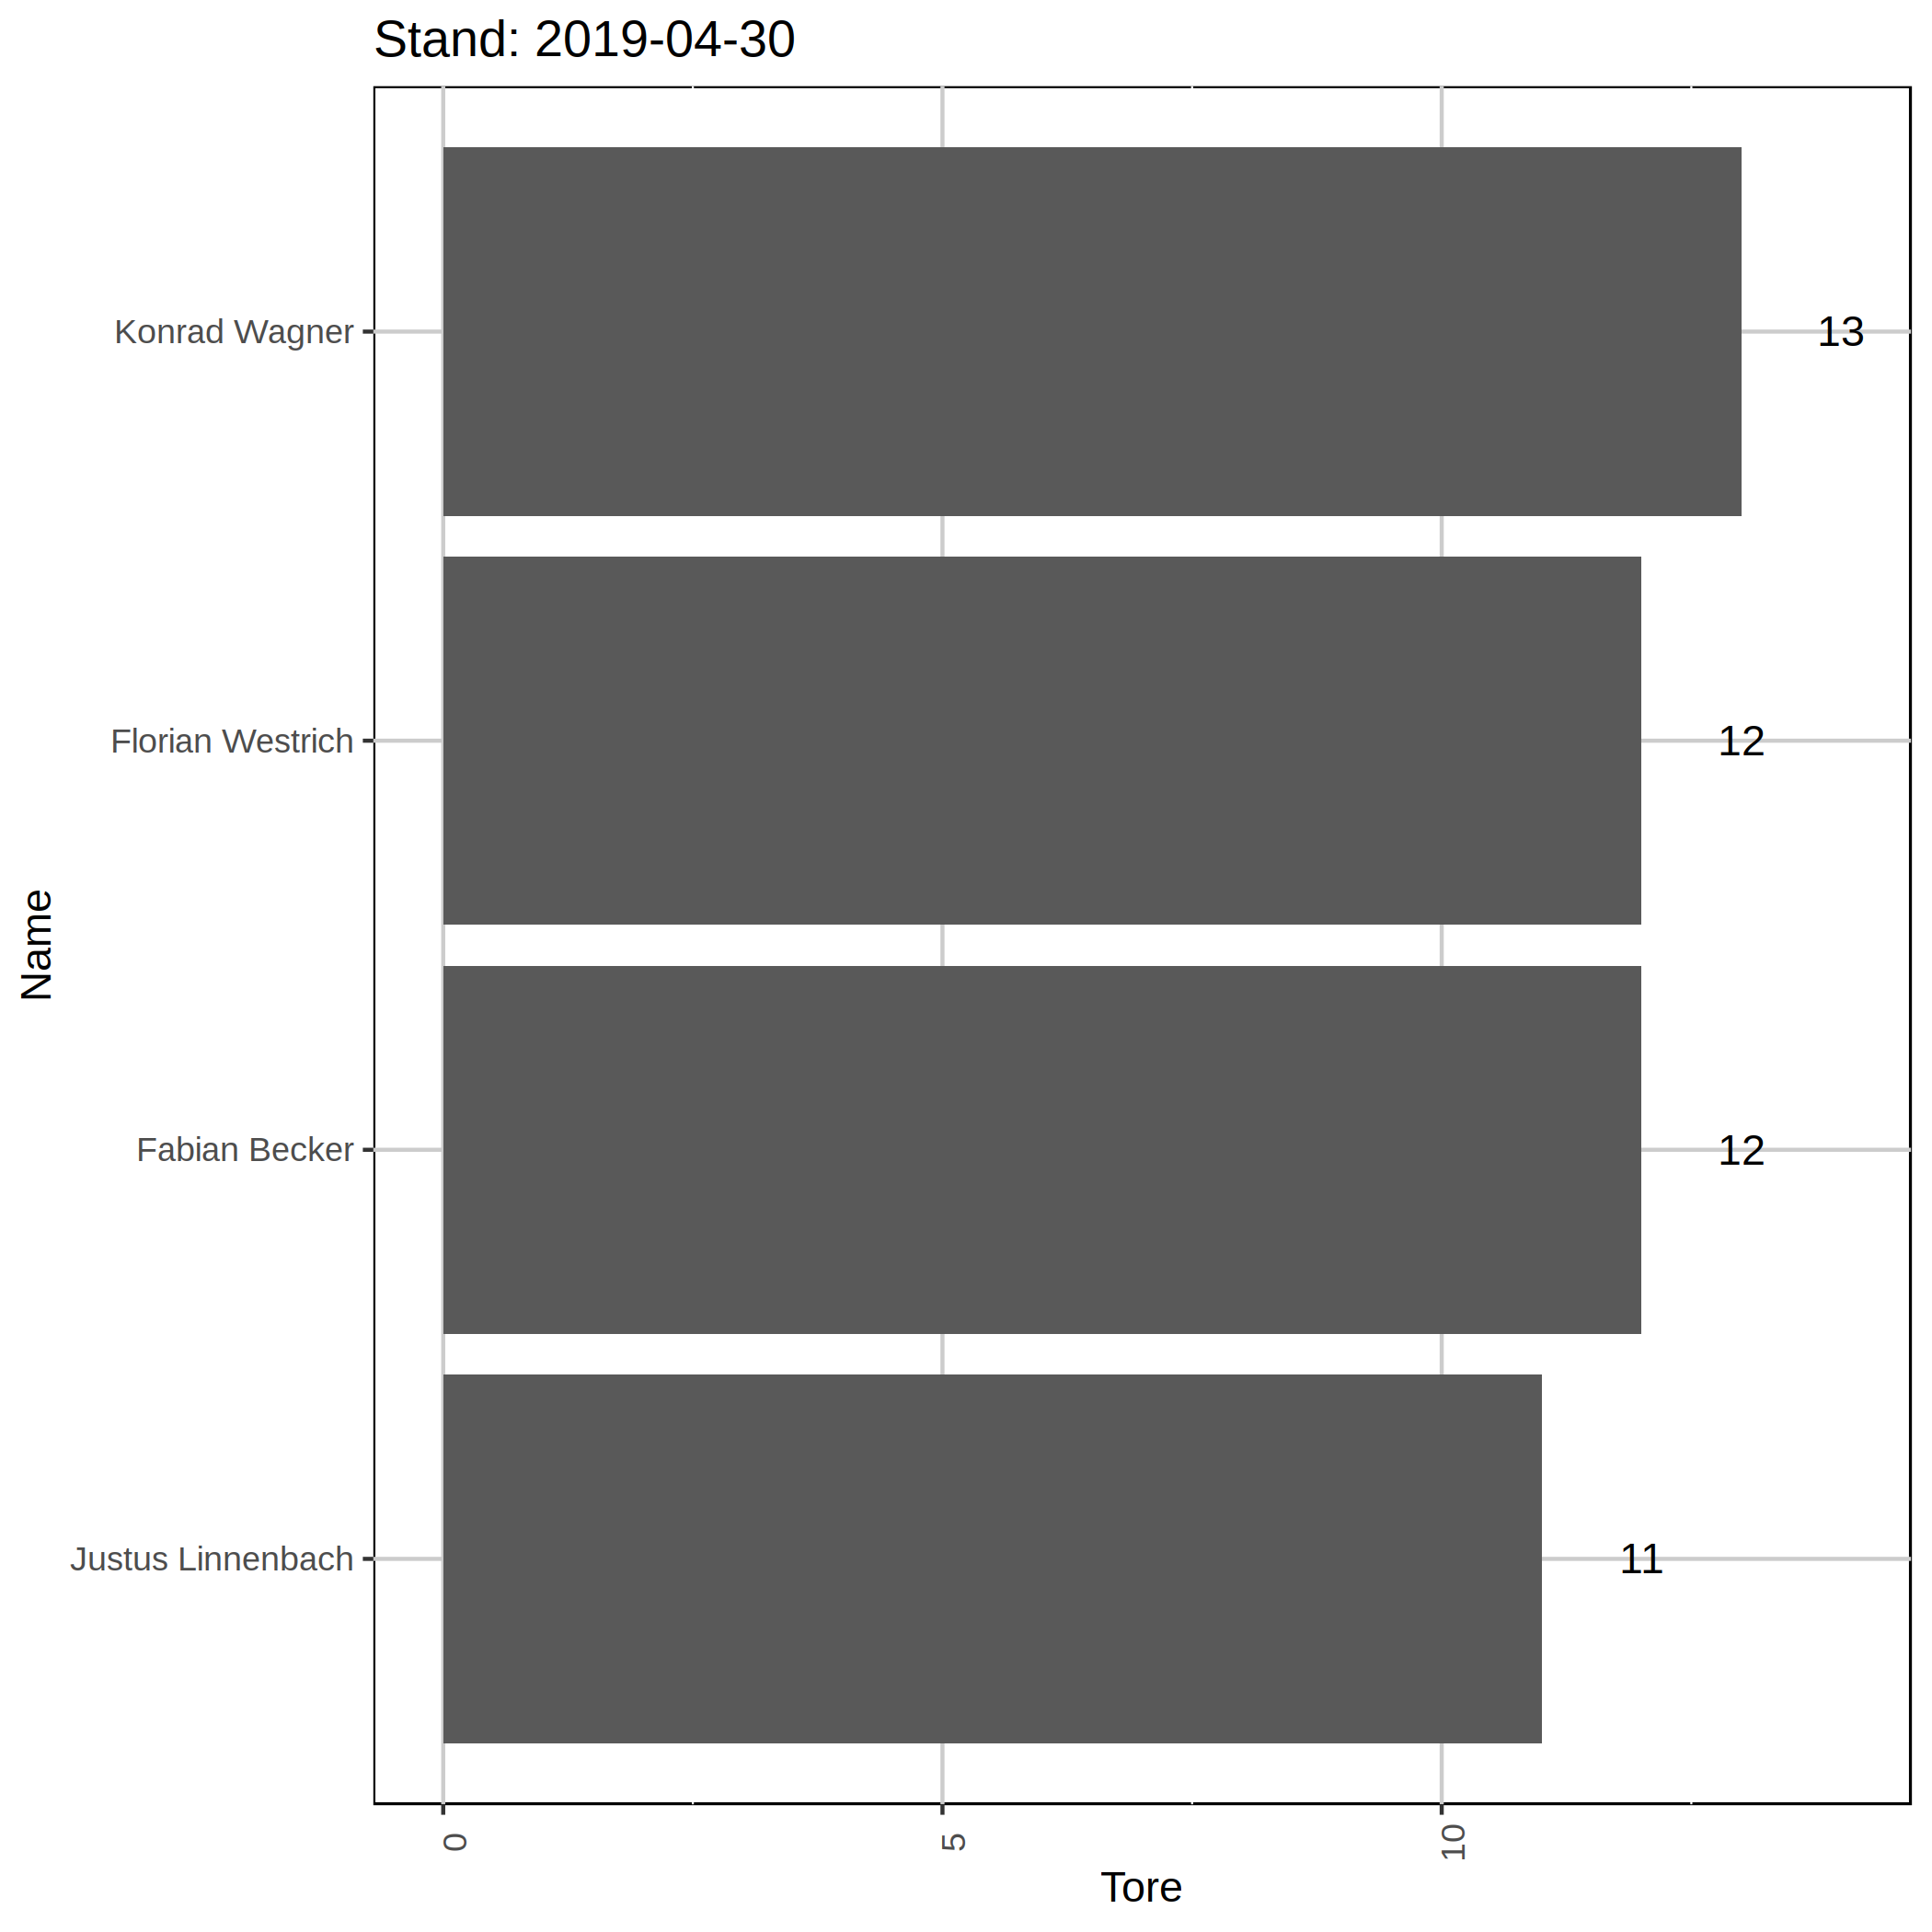 Stand: 2019-04-30
Konrad Wagner
13
Florian Westrich
12
Name
Fabian Becker
12
Justus Linnenbach
11
0
5
10
Tore